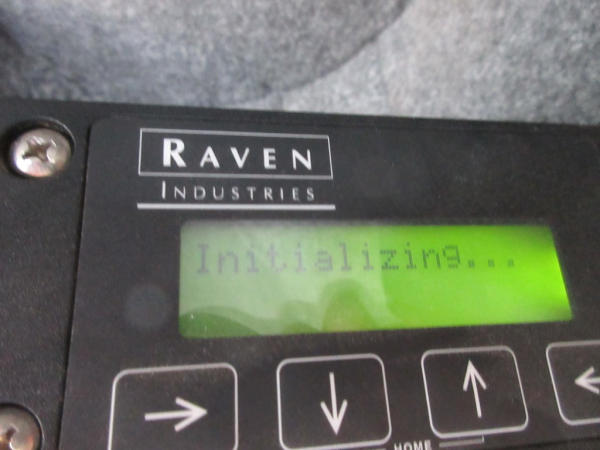 RAVEN
INDUSTRIES
Initializing...
HOME